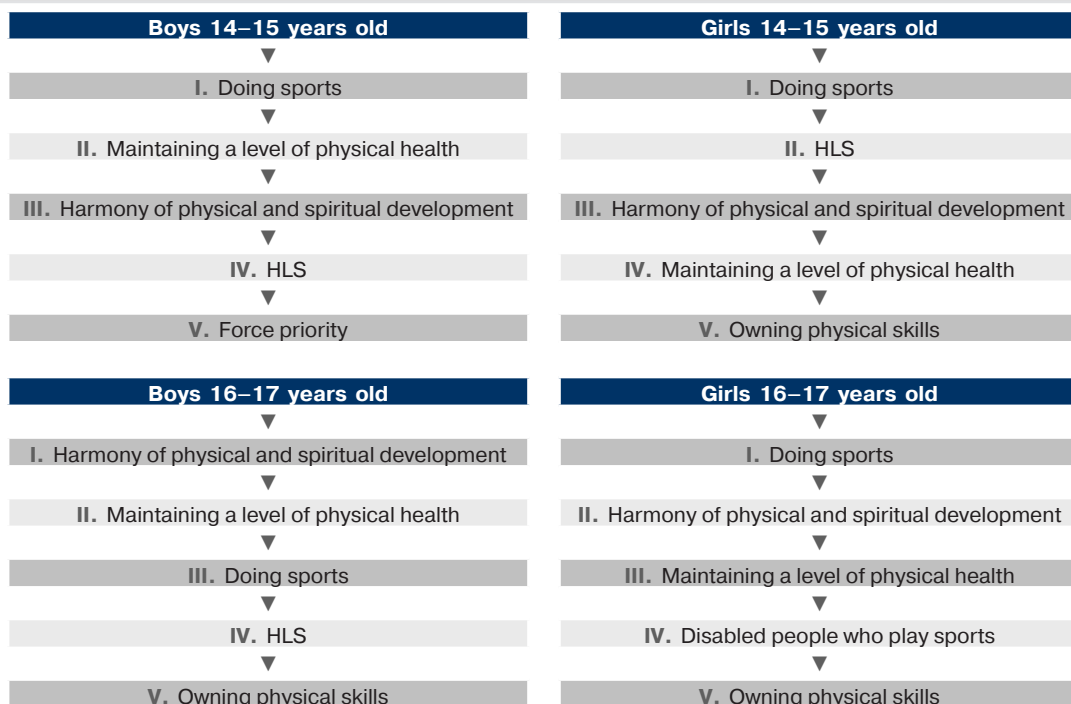 Boys 14–15 years old
I. Doing sports
II. Maintaining a level of physical health
III. Harmony of physical and spiritual development
IV. HLS
V. Force priority
Girls 14–15 years old
I. Doing sports
II. HLS
III. Harmony of physical and spiritual development
IV. Maintaining a level of physical health
V. Owning physical skills
Boys 16–17 years old
I. Harmony of physical and spiritual development
II. Maintaining a level of physical health
III. Doing sports
IV. HLS
V. Owning physical skills
Girls 16–17 years old
I. Doing sports
II. Harmony of physical and spiritual development
III. Maintaining a level of physical health
IV. Disabled people who play sports
V. Owning physical skills